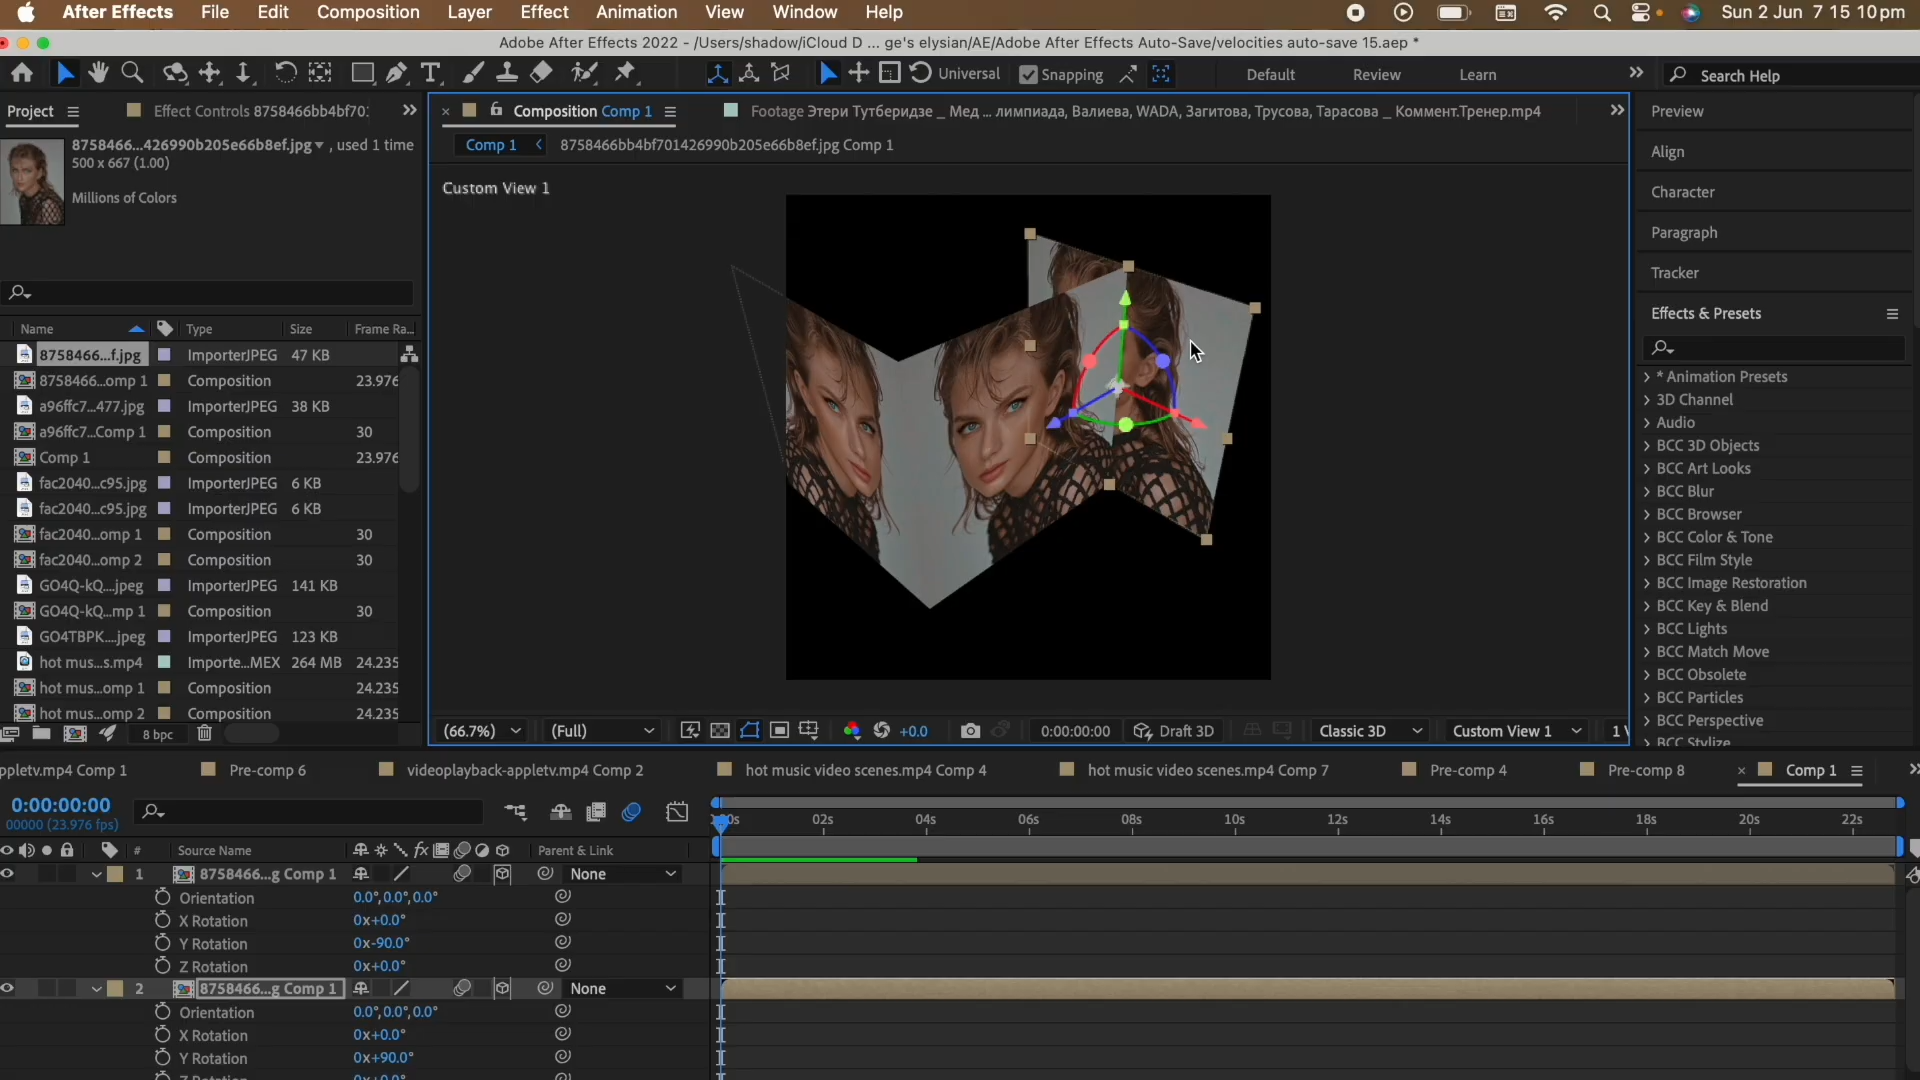 After Effects File Edit Composition Layer Effect Animation View Window Help Sun 2 Jun 7 15 10 pm
Adobe After Effects 2022 - /Users/shadow/iCloud D ... ge's elysian/AE/Adobe After Effects Auto-Save/velocities auto-save 15.aep *
Universal Snapping Default Review Learn Search Help
Project Effect Controls 8758466bb4bf70: Composition Comp 1 Footage Этери Тутберидзе _ Мед ... лимпиада, Валиева, WADA, Загитова, Трусова, Тарасова _ Коммент.Тренер.mp4
8758466...426990b205e66b8ef.jpg , used 1 time
500 x 667 (1.00)
Millions of Colors
Comp 1 8758466bb4bf701426990b205e66b8ef.jpg Comp 1
Custom View 1
Name Type Size Frame Ra...
8758466...f.jpg ImporterJPEG 47 KB
8758466...omp 1 Composition 23.976
a96ffc7...477.jpg ImporterJPEG 38 KB
a96ffc7...Comp 1 Composition 30
Comp 1 Composition 23.976
fac2040...c95.jpg ImporterJPEG 6 KB
fac2040...c95.jpg ImporterJPEG 6 KB
fac2040...omp 1 Composition 30
fac2040...omp 2 Composition 30
GO4Q-kQ....jpeg ImporterJPEG 141 KB
GO4Q-kQ...mp 1 Composition 30
GO4TBPK....jpeg ImporterJPEG 123 KB
hot mus...s.mp4 Importe...MEX 264 MB 24.235
hot mus...omp 1 Composition 24.235
hot mus...omp 2 Composition 24.235
8 bpc
(66.7%) (Full) +0.0 0:00:00:00 Draft 3D Classic 3D Custom View 1 1
Preview
Align
Character
Paragraph
Tracker
Effects & Presets
* Animation Presets
3D Channel
Audio
BCC 3D Objects
BCC Art Looks
BCC Blur
BCC Browser
BCC Color & Tone
BCC Film Style
BCC Image Restoration
BCC Key & Blend
BCC Lights
BCC Match Move
BCC Obsolete
BCC Particles
BCC Perspective
BCC Stylize
ppletv.mp4 Comp 1 Pre-comp 6 videoplayback-appletv.mp4 Comp 2 hot music video scenes.mp4 Comp 4 hot music video scenes.mp4 Comp 7 Pre-comp 4 Pre-comp 8 Comp 1
0:00:00:00
00000 (23.976 fps)
02s 04s 06s 08s 10s 12s 14s 16s 18s 20s 22s
# Source Name Parent & Link
1 8758466...g Comp 1 None
Orientation 0.0°,0.0°,0.0°
X Rotation 0x+0.0°
Y Rotation 0x-90.0°
Z Rotation 0x+0.0°
2 8758466...g Comp 1 None
Orientation 0.0°,0.0°,0.0°
X Rotation 0x+0.0°
Y Rotation 0x+90.0°
Z Rotation 0x+0.0°